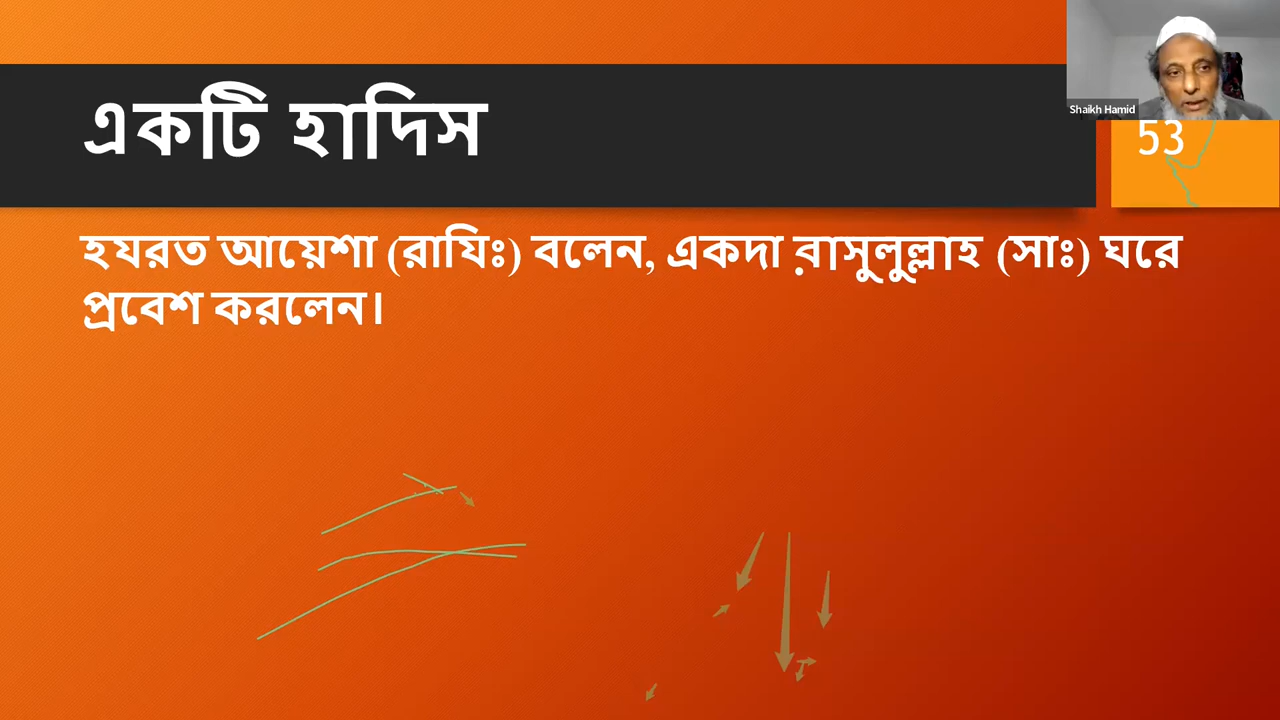 একটি হাদিস
Shaikh Hamid
53
হযরত আয়েশা (রাযিঃ) বলেন, একদা রাসুলুল্লাহ (সাঃ) ঘরে
প্রবেশ করলেন।